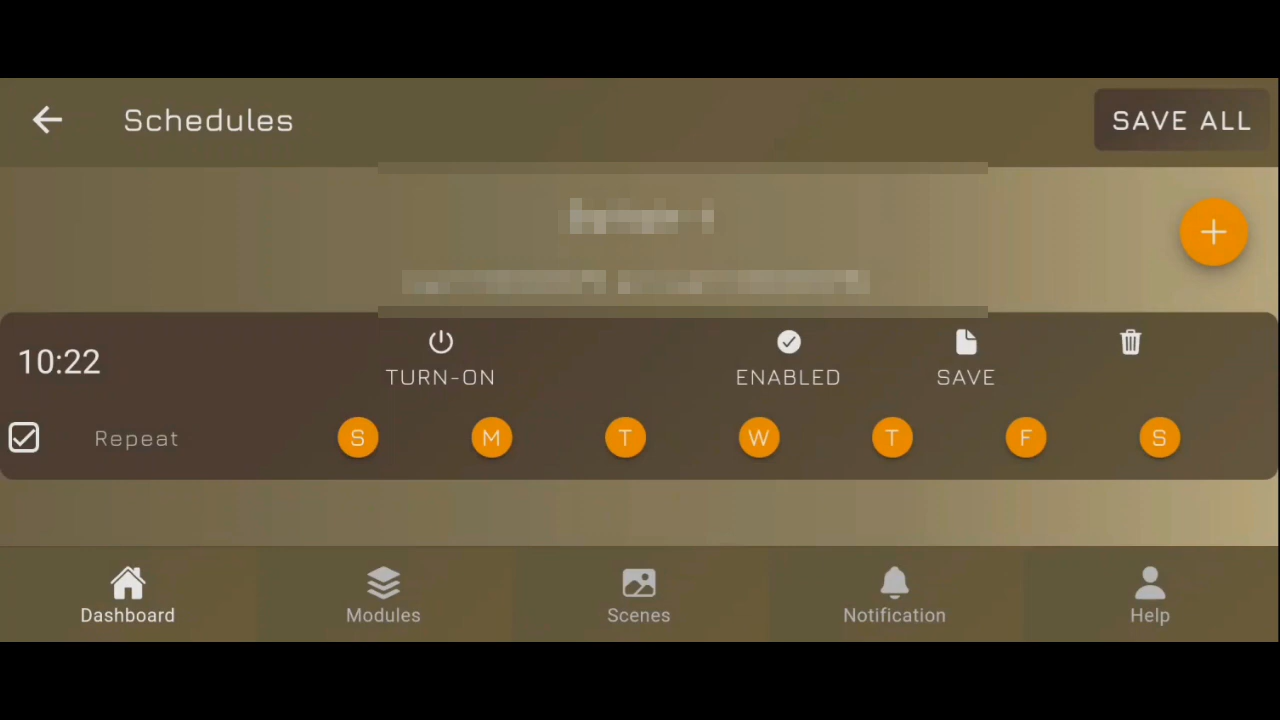 Schedules
SAVE ALL
10:22
TURN-ON
ENABLED
SAVE
Repeat
S M T W T F S
Dashboard
Modules
Scenes
Notification
Help